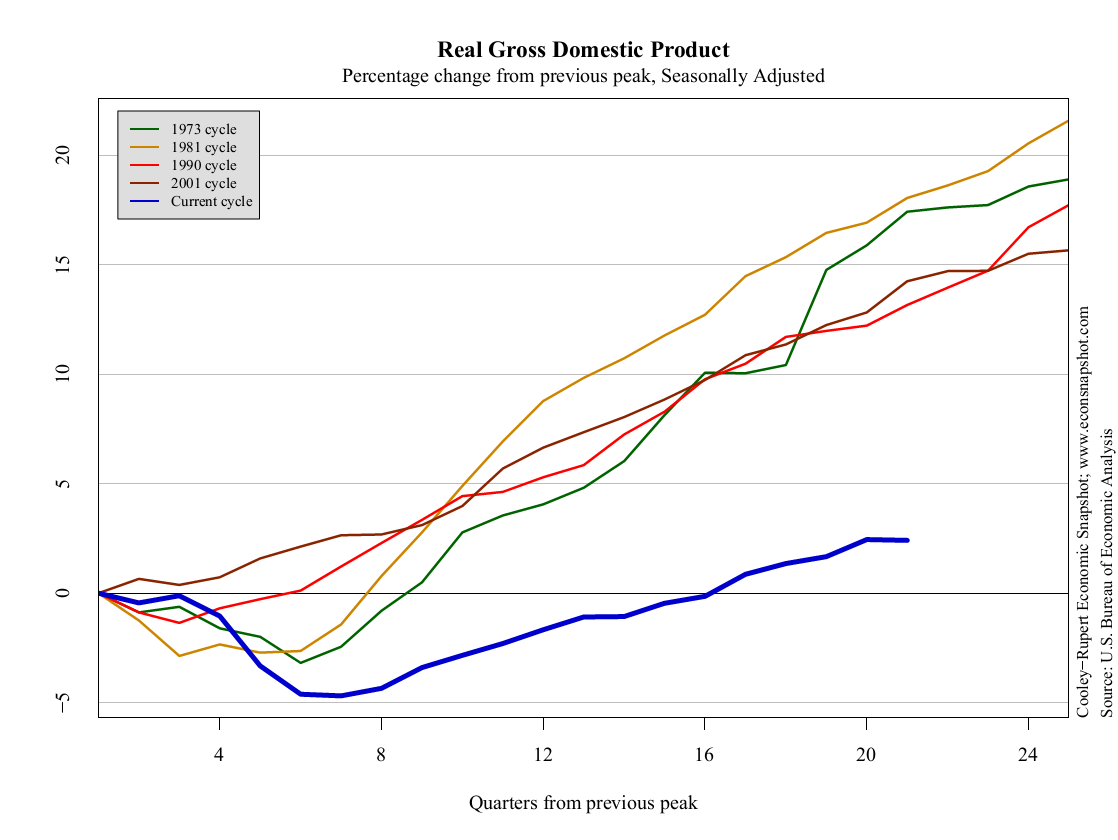 Real Gross Domestic Product
Percentage change from previous peak, Seasonally Adjusted
1973 cycle
1981 cycle
1990 cycle
2001 cycle
Current cycle
20
15
10
5
0
−5
4
8
12
16
20
24
Quarters from previous peak
Cooley−Rupert Economic Snapshot; www.econsnapshot.com
Source: U.S. Bureau of Economic Analysis